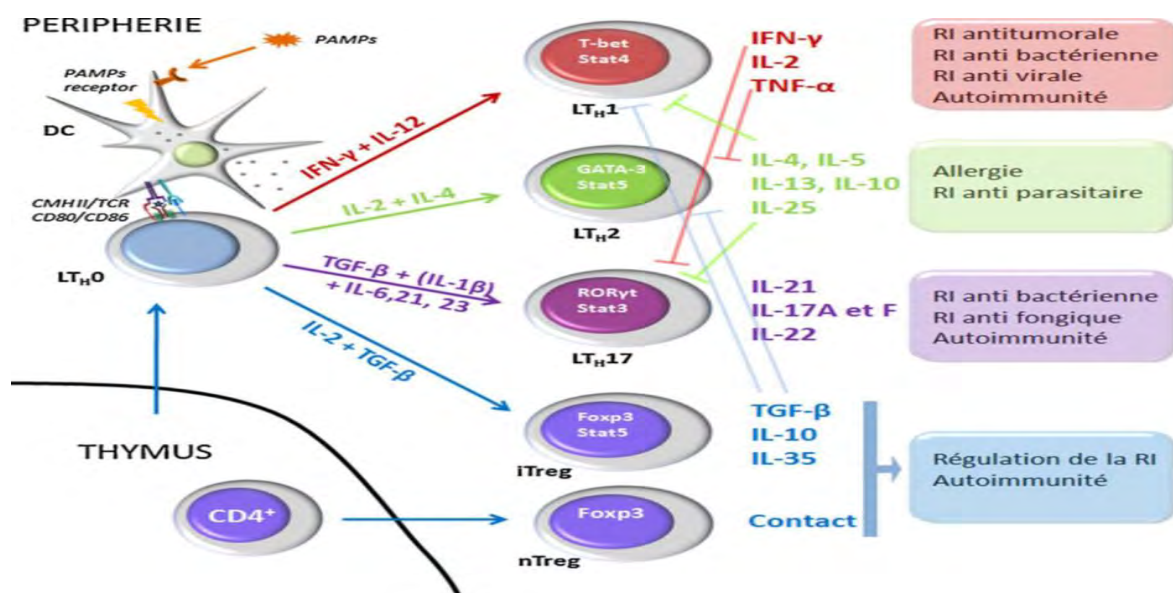 PERIPHERIE
PAMPs
PAMPs
receptor
DC
CMHII/TCR
CD80/CD86
LTH0
THYMUS
CD4+
IFN-γ + IL-12
IL-2 + IL-4
TGF-β + (IL-1β)
+ IL-6,21, 23
IL-2 + TGF-β
T-bet
Stat4
LTH1
GATA-3
Stat5
LTH2
RORγt
Stat3
LTH17
Foxp3
Stat5
iTreg
Foxp3
nTreg
IFN-γ
IL-2
TNF-α
IL-4, IL-5
IL-13, IL-10
IL-25
IL-21
IL-17A et F
IL-22
TGF-β
IL-10
IL-35
Contact
RI antitumorale
RI anti bactérienne
RI anti virale
Autoimmunité
Allergie
RI anti parasitaire
RI anti bactérienne
RI anti fongique
Autoimmunité
Régulation de la RI
Autoimmunité